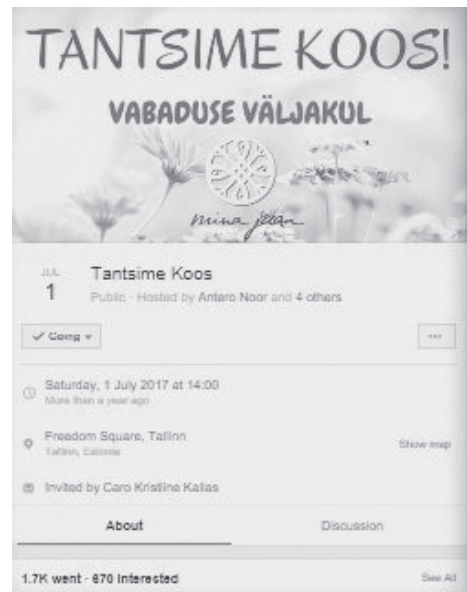 TANTSIME KOOS!
VABADUSE VÄLJAKUL
mina jään
JUL
1
Tantsime Koos
Public · Hosted by Antero Noor and 4 others
✓ Going ▾
···
Saturday, 1 July 2017 at 14:00
More than a year ago
Freedom Square, Tallinn
Tallinn, Estonia
Show map
Invited by Caro Kristiine Kallas
About
Discussion
1.7K went · 670 Interested
See All